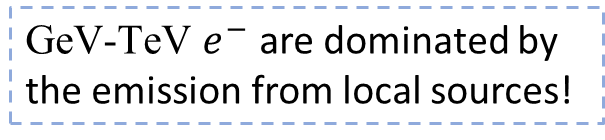 GeV-TeV e⁻ are dominated by
the emission from local sources!